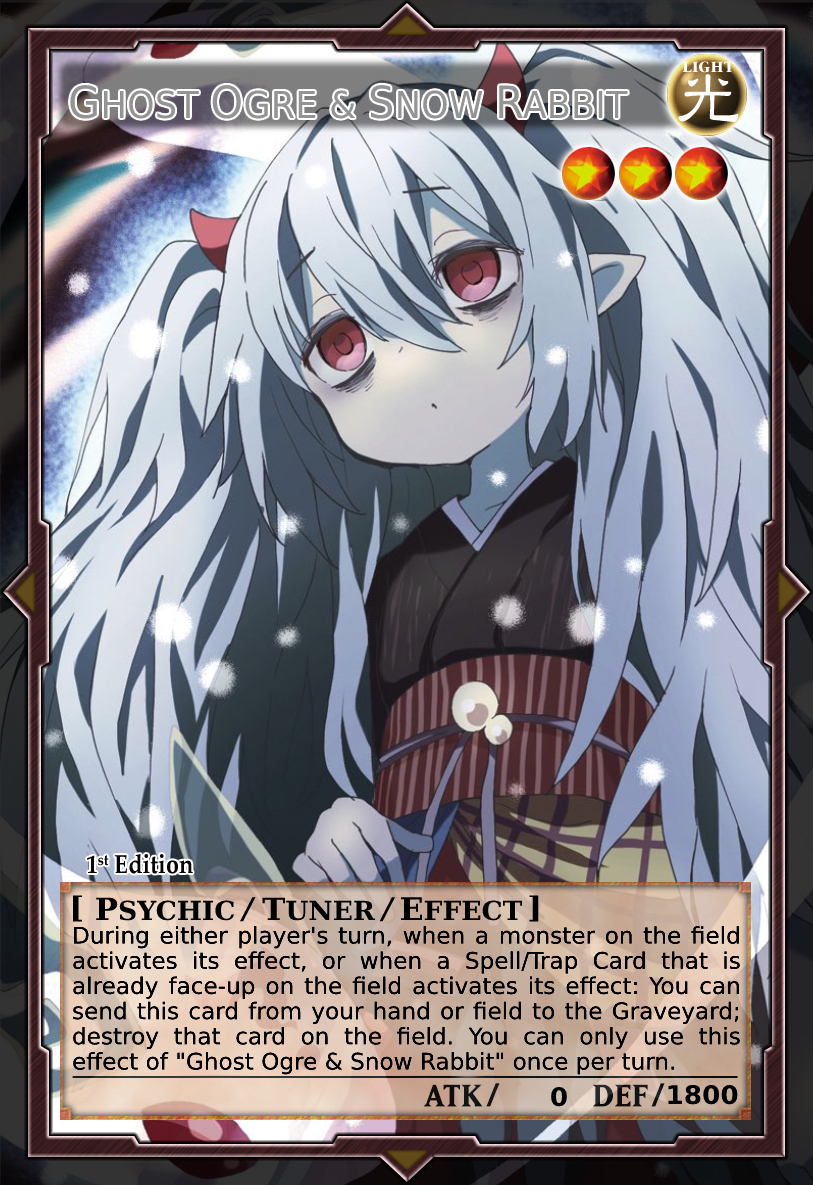 GHOST OGRE & SNOW RABBIT
LIGHT
光
1st Edition
[ PSYCHIC / TUNER / EFFECT ]
During either player's turn, when a monster on the field
activates its effect, or when a Spell/Trap Card that is
already face-up on the field activates its effect: You can
send this card from your hand or field to the Graveyard;
destroy that card on the field. You can only use this
effect of "Ghost Ogre & Snow Rabbit" once per turn.
ATK / 0 DEF/1800